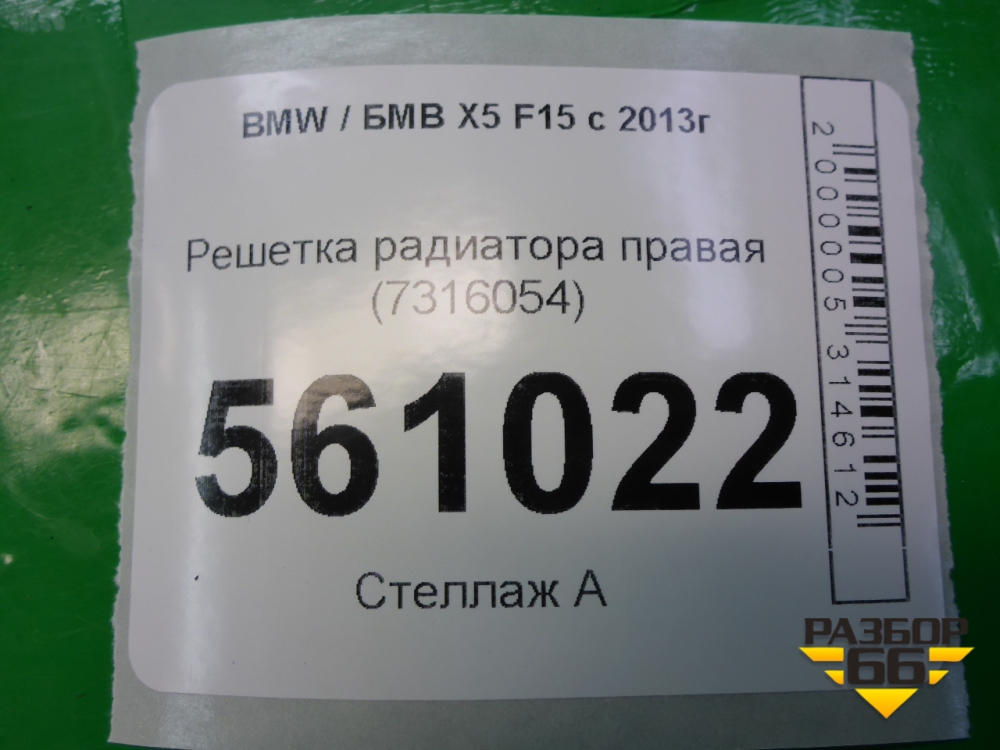 BMW / БМВ X5 F15 с 2013г
Решетка радиатора правая
(7316054)
561022
Стеллаж А
2000005314612
РАЗБОР
66